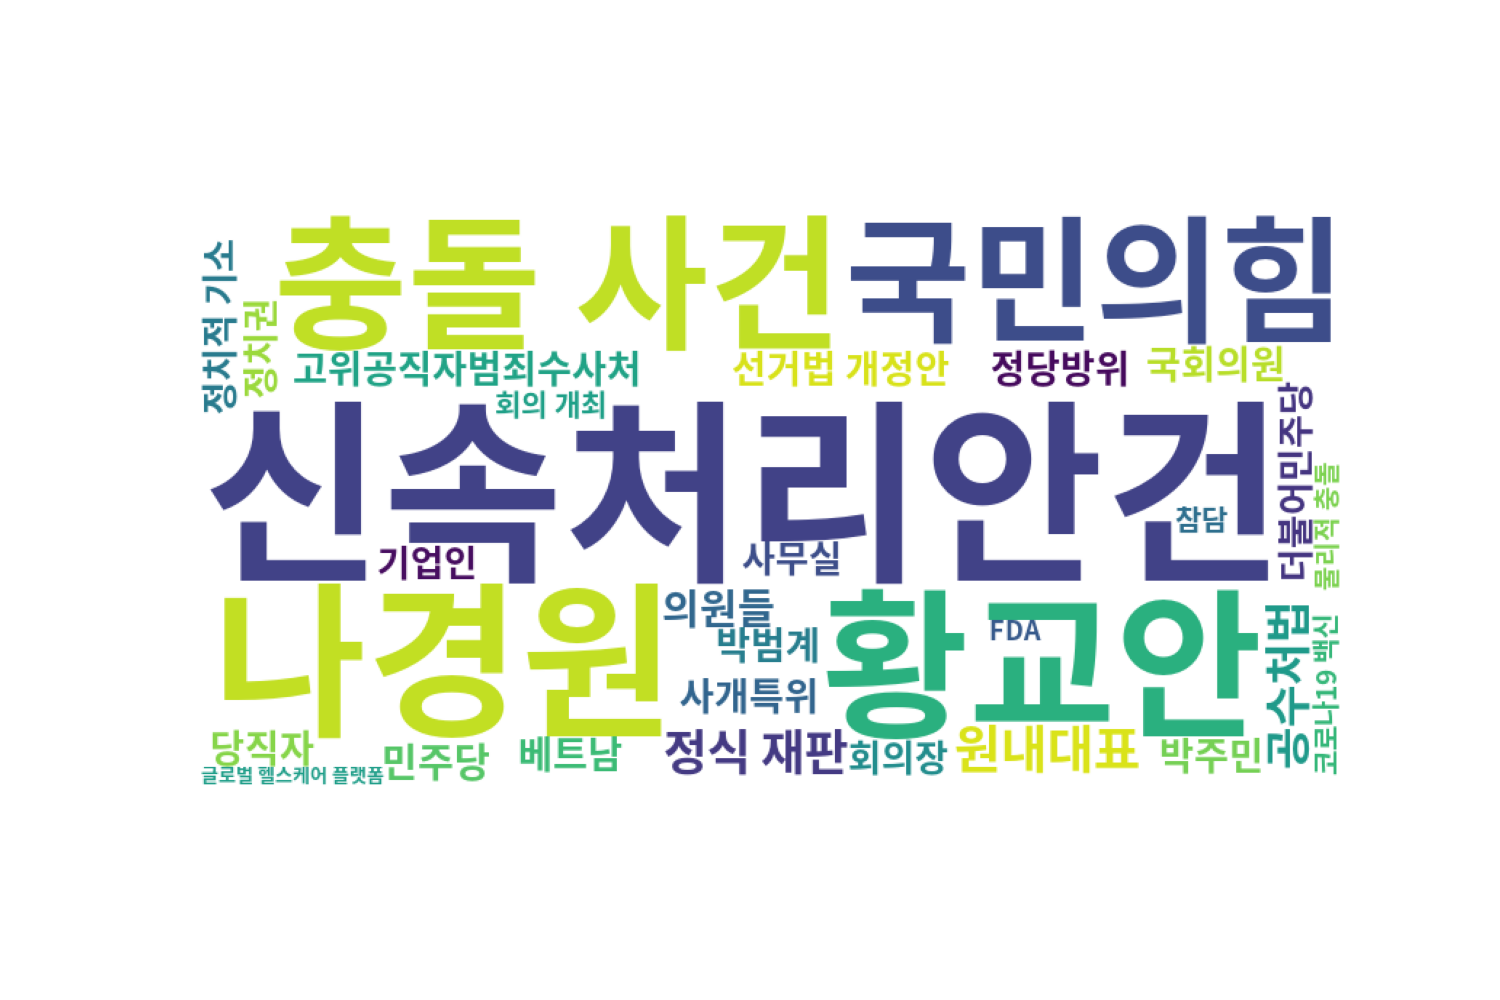 충돌 사건
국민의힘
정치적 기소
정치권
고위공직자범죄수사처
선거법 개정안
정당방위
국회의원
회의 개최
신속처리안건
참담
더불어민주당
물리적 충돌
기업인
사무실
나경원
의원들
황교안
FDA
박범계
사개특위
공수처법
코로나19 백신
당직자
글로벌 헬스케어 플랫폼
민주당
베트남
정식 재판
회의장
원내대표
박주민